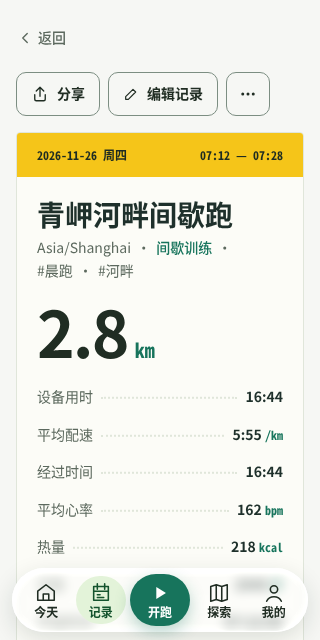 返回
分享 编辑记录 ···
2026-11-26 周四 07:12 — 07:28
青岬河畔间歇跑
Asia/Shanghai • 间歇训练 •
#晨跑 • #河畔
2.8 km
设备用时 16:44
平均配速 5:55 /km
经过时间 16:44
平均心率 162 bpm
热量 218 kcal
今天 记录 开跑 探索 我的